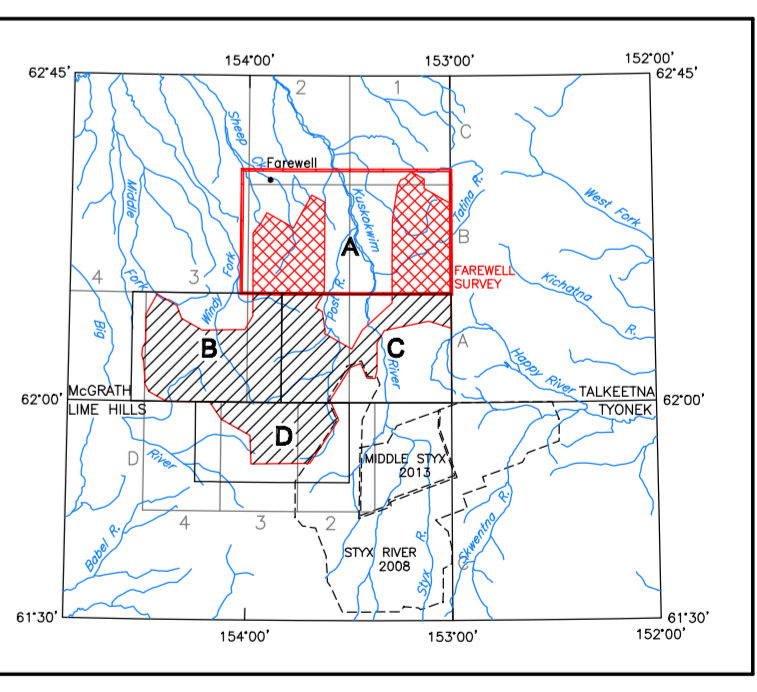 154°00' 153°00' 152°00'
62°45' 62°45'
2 1
Sheep
Ck
C
Farewell
Middle
Fork
Kuskokwim
River
Tatina R.
West Fork
A
B
FAREWELL
SURVEY
4 3
Windy
Fork
Post R.
Kichatna
R.
Big
River
B
C
A
Happy River
McGRATH
LIME HILLS
TALKEETNA
TYONEK
62°00' 62°00'
D
D
MIDDLE STYX
2013
4 3 2
Babel R.
STYX RIVER
2008
Styx R.
Skwentna R.
C
61°30' 61°30'
154°00' 153°00' 152°00'